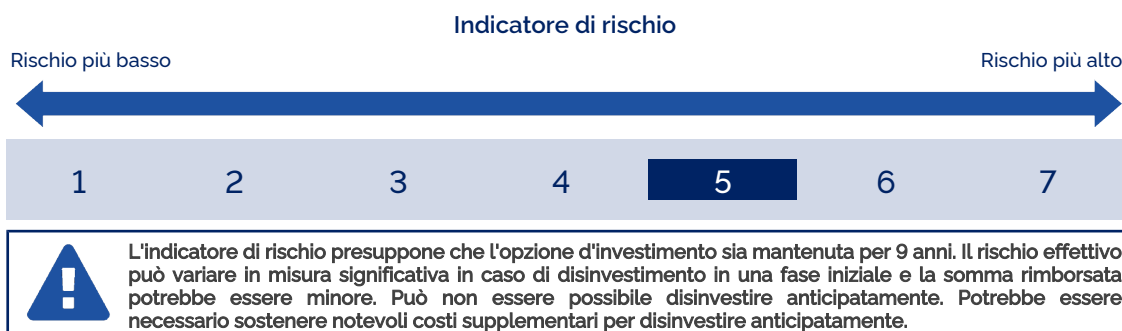 Indicatore di rischio
Rischio più basso Rischio più alto
1 2 3 4 5 6 7
L'indicatore di rischio presuppone che l'opzione d'investimento sia mantenuta per 9 anni. Il rischio effettivo
può variare in misura significativa in caso di disinvestimento in una fase iniziale e la somma rimborsata
potrebbe essere minore. Può non essere possibile disinvestire anticipatamente. Potrebbe essere
necessario sostenere notevoli costi supplementari per disinvestire anticipatamente.